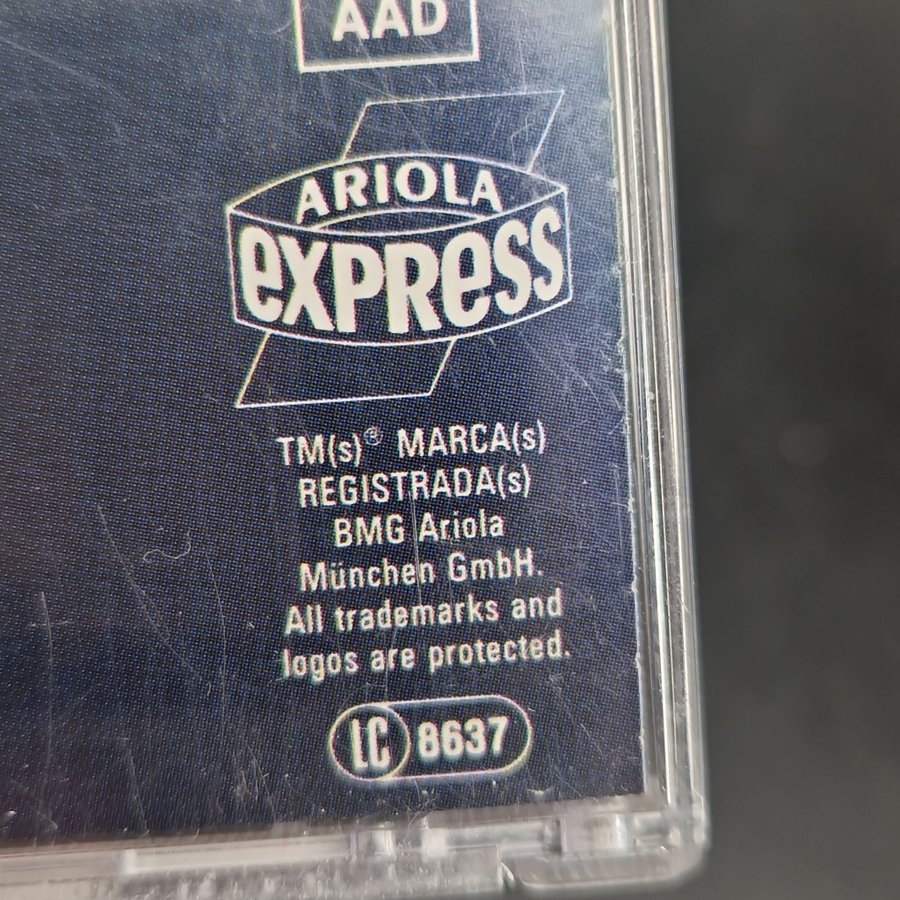 AAD
ARIOLA
express
TM(s)® MARCA(s)
REGISTRADA(s)
BMG Ariola
München GmbH.
All trademarks and
logos are protected.
LC 8637